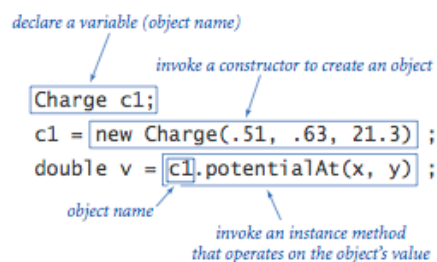 declare a variable (object name)
invoke a constructor to create an object
Charge c1;
c1 = new Charge(.51, .63, 21.3) ;
double v = c1.potentialAt(x, y) ;
object name
invoke an instance method
that operates on the object's value